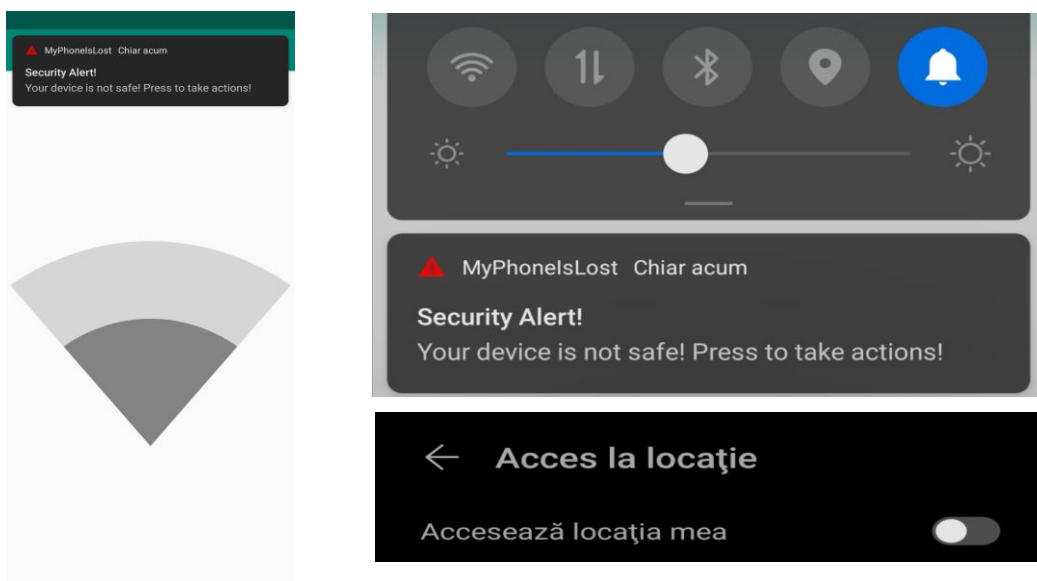 MyPhoneIsLost Chiar acum
Security Alert!
Your device is not safe! Press to take actions!
MyPhoneIsLost Chiar acum
Security Alert!
Your device is not safe! Press to take actions!
Acces la locaţie
Accesează locaţia mea